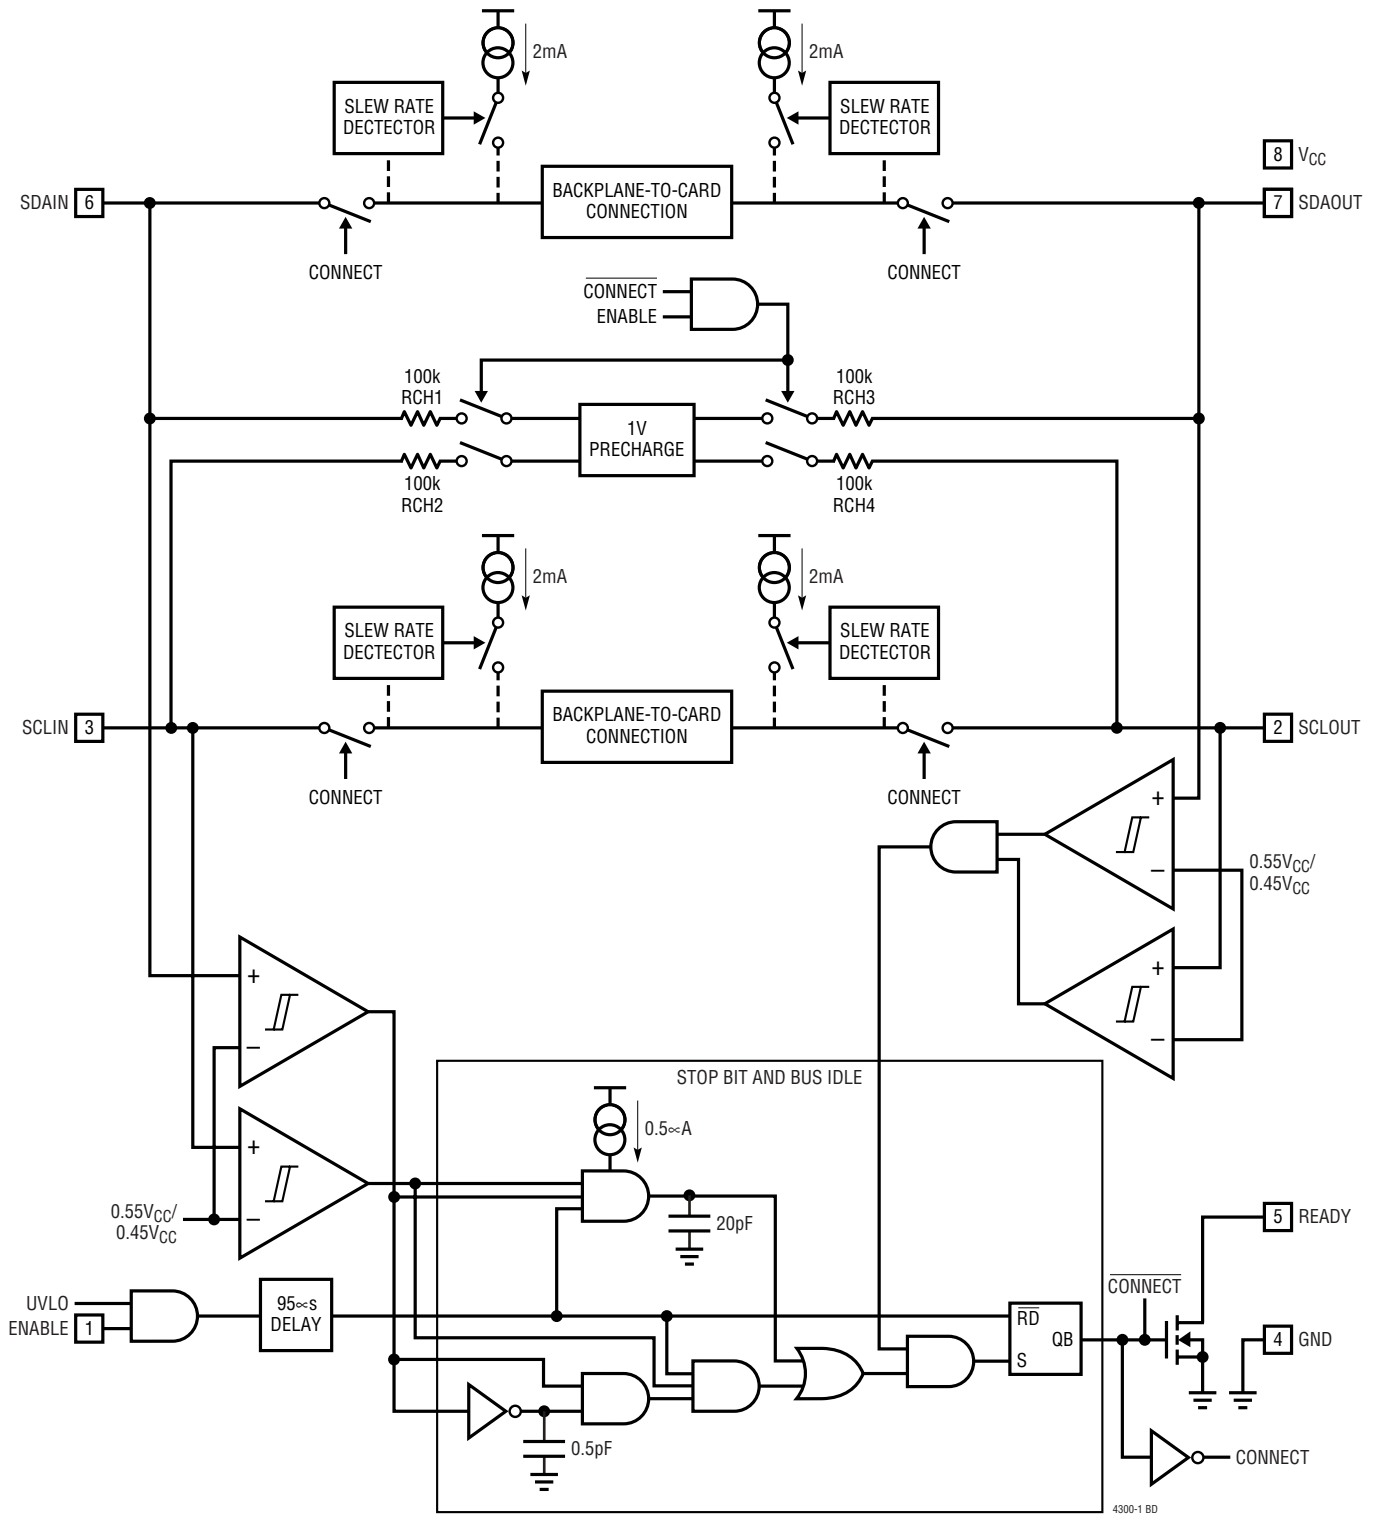 2mA
2mA
SLEW RATE
DECTECTOR
SLEW RATE
DECTECTOR
8 VCC
SDAIN 6
BACKPLANE-TO-CARD
CONNECTION
7 SDAOUT
CONNECT
CONNECT
CONNECT
ENABLE
100k
RCH1
100k
RCH3
1V
PRECHARGE
100k
RCH2
100k
RCH4
2mA
2mA
SLEW RATE
DECTECTOR
SLEW RATE
DECTECTOR
SCLIN 3
BACKPLANE-TO-CARD
CONNECTION
2 SCLOUT
CONNECT
CONNECT
+
–
0.55VCC/
0.45VCC
+
–
+
–
STOP BIT AND BUS IDLE
0.5∝A
+
–
0.55VCC/
0.45VCC
20pF
5 READY
UVLO
ENABLE 1
95∝s
DELAY
CONNECT
RD
QB
S
4 GND
0.5pF
CONNECT
4300-1 BD